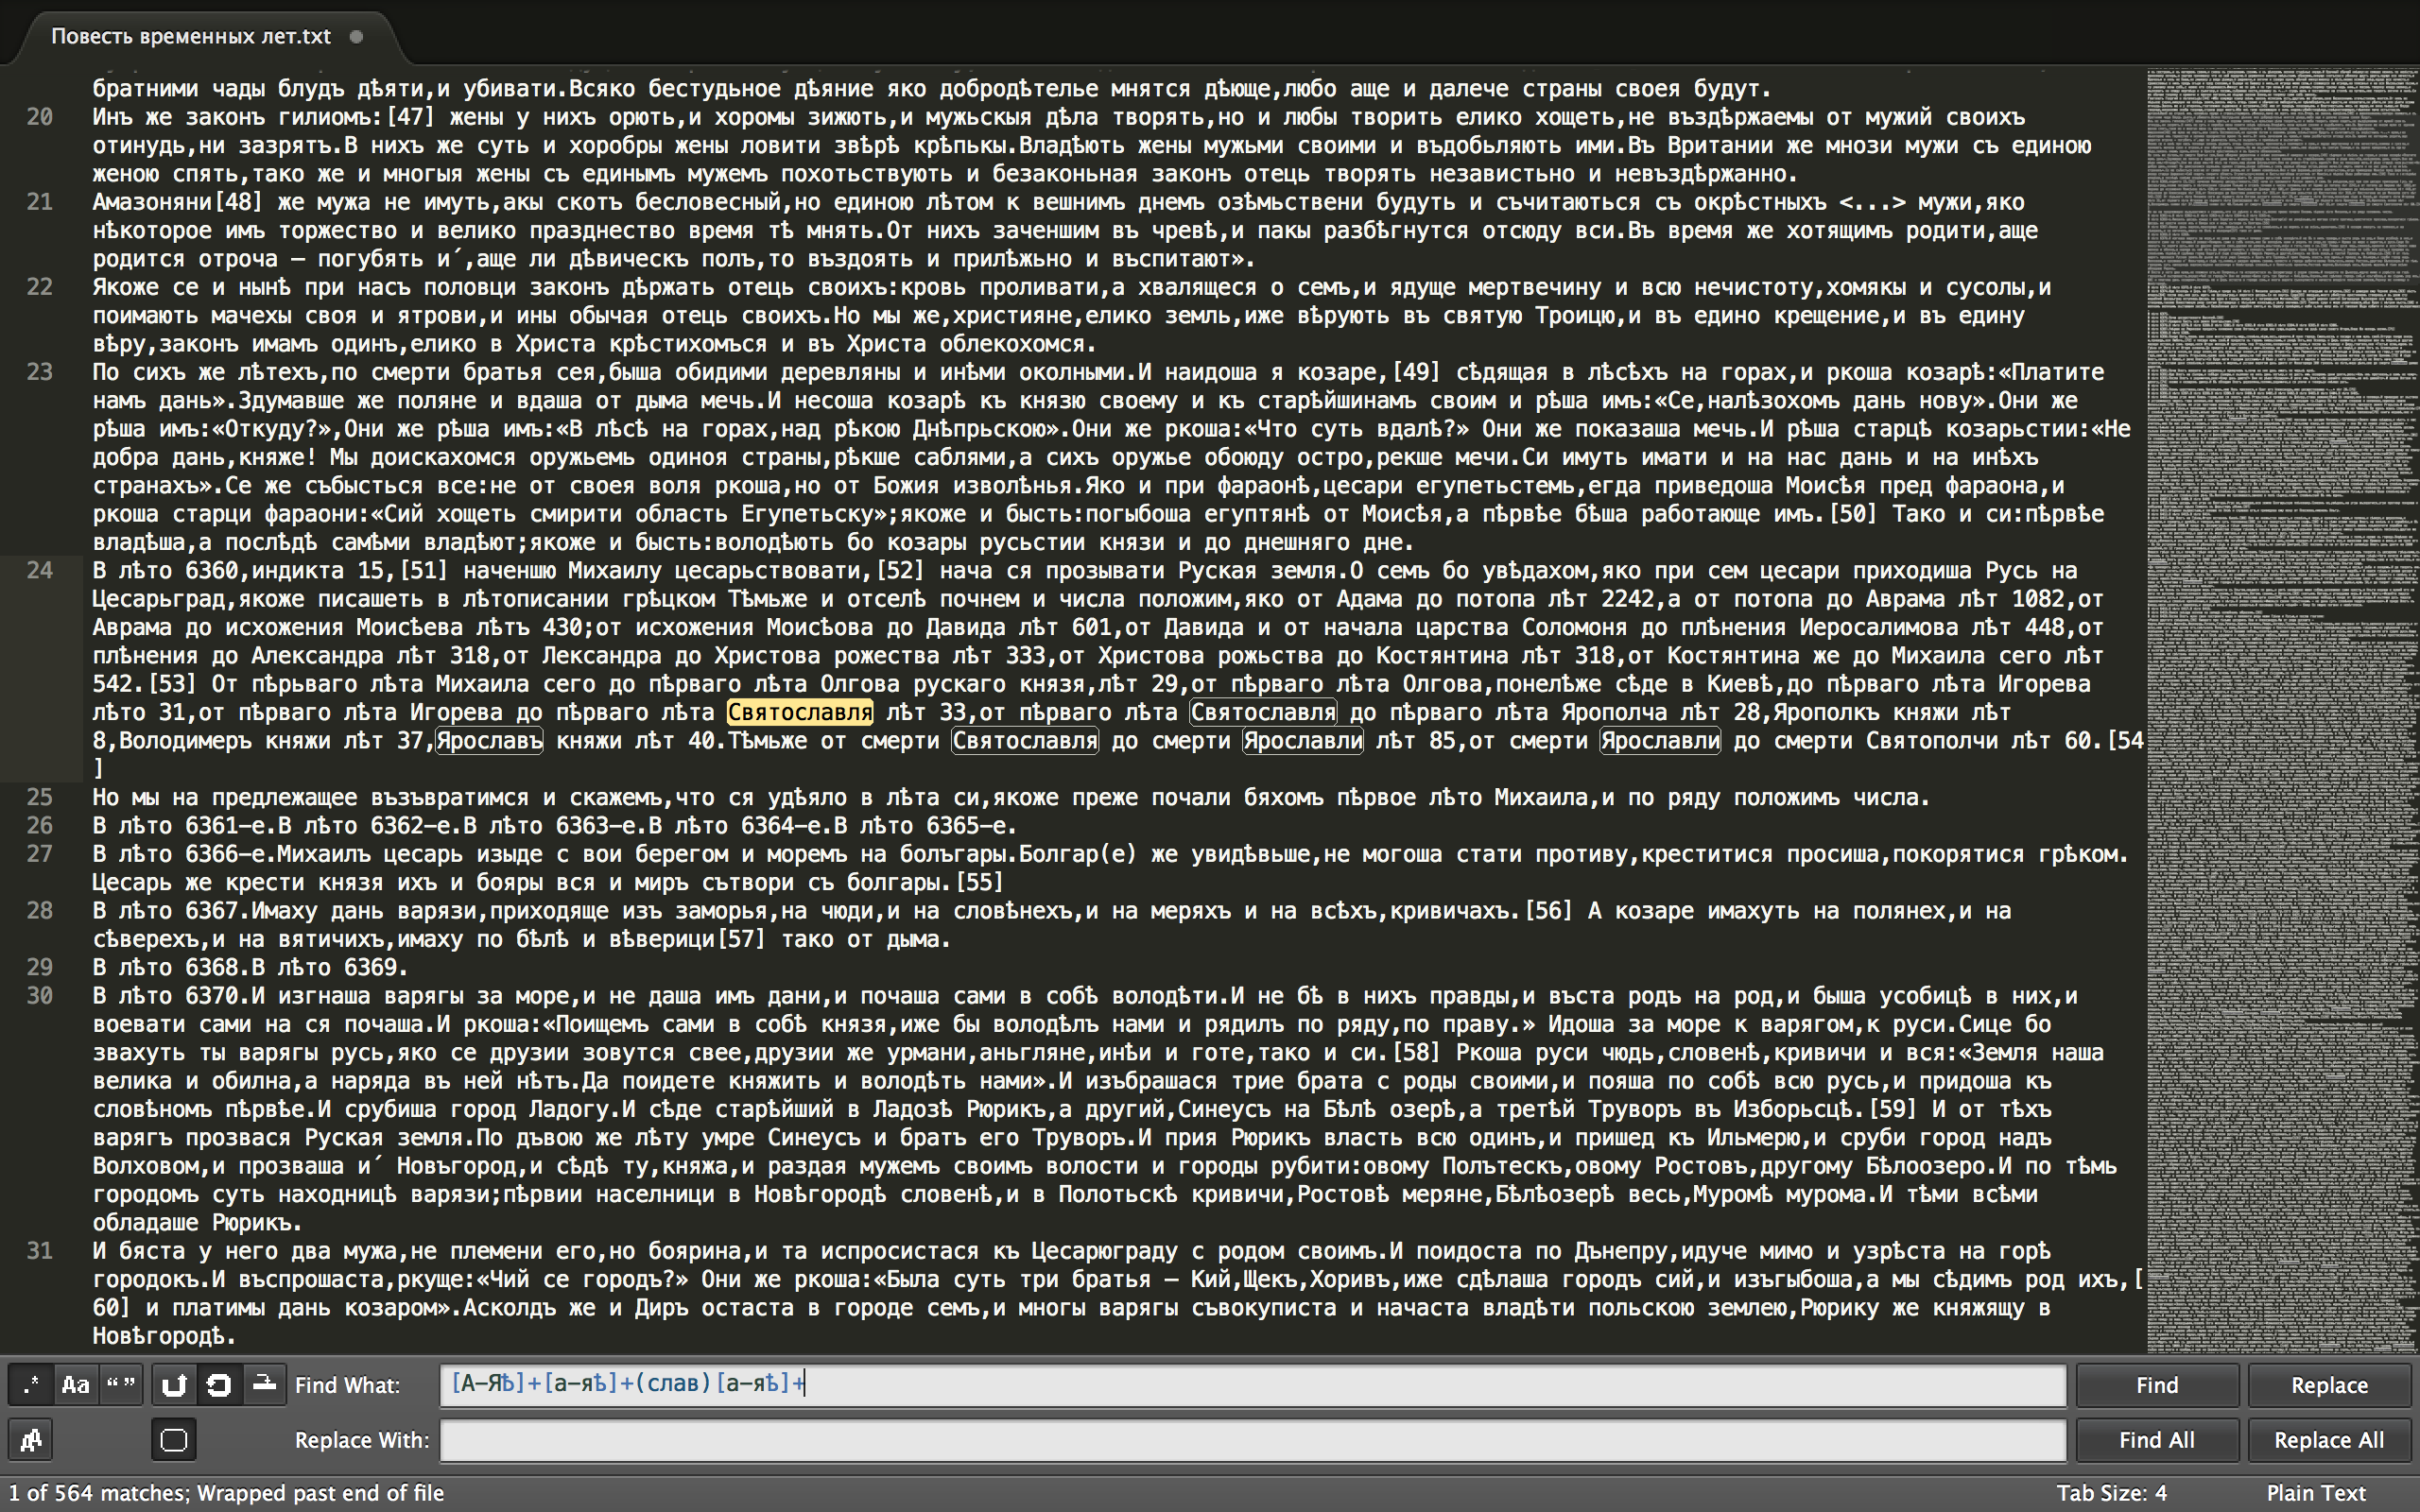 Повесть временных лет.txt
братними чады блудъ дѣяти,и убивати.Всяко бестудьное дѣяние яко добродѣтелье мнятся дѣюще,любо аще и далече страны своея будут.
20 Инъ же законъ гилиомъ:[47] жены у нихъ орють,и хоромы зижють,и мужьскыя дѣла творять,но и любы творить елико хощеть,не въздѣржаемы от мужий своихъ
отинудь,ни зазрятъ.В нихъ же суть и хоробры жены ловити звѣрѣ крѣпькы.Владѣють жены мужьми своими и въдобьляють ими.Въ Британии же мнози мужи съ единою
женою спять,тако же и многыя жены съ единымъ мужемъ похотьствують и безаконьная законъ отець творять независтьно и невъздѣржанно.
21 Амазоняни[48] же мужа не имуть,акы скотъ бесловесный,но единою лѣтом к вешнимъ днемъ озѣмьствени будуть и съчитаються съ окрѣстныхъ <...> мужи,яко
нѣкоторое имъ торжество и велико празднество время тѣ мнять.От нихъ заченшим въ чревѣ,и пакы разбѣгнутся отсюду вси.Въ время же хотящимъ родити,аще
родится отроча — погубять и´,аще ли дѣвическъ полъ,то въздоять и прилѣжьно и въспитают».
22 Якоже се и нынѣ при насъ половци законъ дѣржать отець своихъ:кровь проливати,а хвалящеся о семъ,и ядуще мертвечину и всю нечистоту,хомякы и сусолы,и
поимають мачехы своя и ятрови,и ины обычая отець своихъ.Но мы же,християне,елико земль,иже вѣрують въ святую Троицю,и въ едино крещение,и въ едину
вѣру,законъ имамъ одинъ,елико в Христа крѣстихомъся и въ Христа облекохомся.
23 По сихъ же лѣтехъ,по смерти братья сея,быша обидими деревляны и инѣми околными.И наидоша я козаре,[49] сѣдящая в лѣсѣхъ на горах,и ркоша козарѣ:«Платите
намъ дань».Здумавше же поляне и вдаша от дыма мечь.И несоша козарѣ къ князю своему и къ старѣйшинамъ своим и рѣша имъ:«Се,налѣзохомъ дань нову».Они же
рѣша имъ:«Откуду?»,Они же рѣша имъ:«В лѣсѣ на горах,над рѣкою Днѣпрьскою».Они же ркоша:«Что суть вдалѣ?» Они же показаша мечь.И рѣша старцѣ козарьстии:«Не
добра дань,княже! Мы доискахомся оружьемь одиноя страны,рѣкше саблями,а сихъ оружье обоюду остро,рекше мечи.Си имуть имати и на нас дань и на инѣхъ
странахъ».Се же събысться все:не от своея воля ркоша,но от Божия изволѣнья.Яко и при фараонѣ,цесари егупетьстемь,егда приведоша Моисѣя пред фараона,и
ркоша старци фараони:«Сий хощеть смирити область Егупетьску»;якоже и бысть:погыбоша егуптянѣ от Моисѣя,а пѣрвѣе бѣша работающе имъ.[50] Тако и си:пѣрвѣе
владѣша,а послѣдѣ самѣми владѣют;якоже и бысть:володѣють бо козары русьстии князи и до днешняго дне.
24 В лѣто 6360,индикта 15,[51] наченшю Михаилу цесарьствовати,[52] нача ся прозывати Руская земля.О семъ бо увѣдахом,яко при сем цесари приходиша Русь на
Цесарьград,якоже писашеть в лѣтописании грѣцком Тѣмьже и отселѣ почнем и числа положим,яко от Адама до потопа лѣт 2242,а от потопа до Аврама лѣт 1082,от
Аврама до исхожения Моисѣева лѣтъ 430;от исхожения Моисѣова до Давида лѣт 601,от Давида и от начала царства Соломоня до плѣнения Иеросалимова лѣт 448,от
плѣнения до Александра лѣт 318,от Лександра до Христова рожества лѣт 333,от Христова рожьства до Костянтина лѣт 318,от Костянтина же до Михаила сего лѣт
542.[53] От пѣрьваго лѣта Михаила сего до пѣрваго лѣта Олгова рускаго князя,лѣт 29,от пѣрваго лѣта Олгова,понелѣже сѣде в Киевѣ,до пѣрваго лѣта Игорева
лѣто 31,от пѣрваго лѣта Игорева до пѣрваго лѣта Святославля лѣт 33,от пѣрваго лѣта Святославля до пѣрваго лѣта Ярополча лѣт 28,Ярополкъ княжи лѣт
8,Володимеръ княжи лѣт 37,Ярославъ княжи лѣт 40.Тѣмьже от смерти Святославля до смерти Ярославли лѣт 85,от смерти Ярославли до смерти Святополчи лѣт 60.[54
]
25 Но мы на предлежащее възъвратимся и скажемъ,что ся удѣяло в лѣта си,якоже преже почали бяхомъ пѣрвое лѣто Михаила,и по ряду положимъ числа.
26 В лѣто 6361–е.В лѣто 6362–е.В лѣто 6363–е.В лѣто 6364–е.В лѣто 6365–е.
27 В лѣто 6366–е.Михаилъ цесарь изыде с вои берегом и моремъ на болъгары.Болгар(е) же увидѣвьше,не могоша стати противу,креститися просиша,покорятися грѣком.
Цесарь же крести князя ихъ и бояры вся и миръ сътвори съ болгары.[55]
28 В лѣто 6367.Имаху дань варязи,приходяще изъ заморья,на чюди,и на словѣнехъ,и на меряхъ и на всѣхъ,кривичахъ.[56] А козаре имахуть на полянех,и на
сѣверехъ,и на вятичихъ,имаху по бѣлѣ и вѣверици[57] тако от дыма.
29 В лѣто 6368.В лѣто 6369.
30 В лѣто 6370.И изгнаша варягы за море,и не даша имъ дани,и почаша сами в собѣ володѣти.И не бѣ в нихъ правды,и въста родъ на род,и быша усобицѣ в них,и
воевати сами на ся почаша.И ркоша:«Поищемъ сами в собѣ князя,иже бы володѣлъ нами и рядилъ по ряду,по праву.» Идоша за море к варягом,к руси.Сице бо
звахуть ты варягы русь,яко се друзии зовутся свее,друзии же урмани,аньгляне,инѣи и готе,тако и си.[58] Ркоша руси чюдь,словенѣ,кривичи и вся:«Земля наша
велика и обилна,а наряда въ ней нѣтъ.Да поидете княжить и володѣть нами».И изъбрашася трие брата с роды своими,и пояша по собѣ всю русь,и придоша къ
словѣномъ пѣрвѣе.И срубиша город Ладогу.И сѣде старѣйший в Ладозѣ Рюрикъ,а другий,Синеусъ на Бѣлѣ озерѣ,а третѣй Труворъ въ Изборьсцѣ.[59] И от тѣхъ
варягъ прозвася Руская земля.По дъвою же лѣту умре Синеусъ и братъ его Труворъ.И прия Рюрикъ власть всю одинъ,и пришед къ Ильмерю,и сруби город надъ
Волховом,и прозваша и´ Новъгород,и сѣдѣ ту,княжа,и раздая мужемъ своимъ волости и городы рубити:овому Полътескъ,овому Ростовъ,другому Бѣлоозеро.И по тѣмь
городомъ суть находницѣ варязи;пѣрвии населници в Новѣгородѣ словенѣ,и в Полотьскѣ кривичи,Ростовѣ меряне,Бѣлѣозерѣ весь,Муромѣ мурома.И тѣми всѣми
обладаше Рюрикъ.
31 И бяста у него два мужа,не племени его,но боярина,и та испросистася къ Цесарюграду с родом своимъ.И поидоста по Дънепру,идуче мимо и узрѣста на горѣ
городокъ.И въспрошаста,ркуще:«Чий се городъ?» Они же ркоша:«Была суть три братья — Кий,Щекъ,Хоривъ,иже сдѣлаша городъ сий,и изъгыбоша,а мы сѣдимъ род ихъ,[
60] и платимы дань козаром».Асколдъ же и Диръ остаста в городе семъ,и многы варягы съвокуписта и начаста владѣти польскою землею,Рюрику же княжящу в
Новѣгородѣ.
.* Aa “” Find What: [А–ЯѢ]+[а–яѣ]+(слав)[а–яѣ]+ Find Replace
Replace With: Find All Replace All
1 of 564 matches; Wrapped past end of file Tab Size: 4 Plain Text